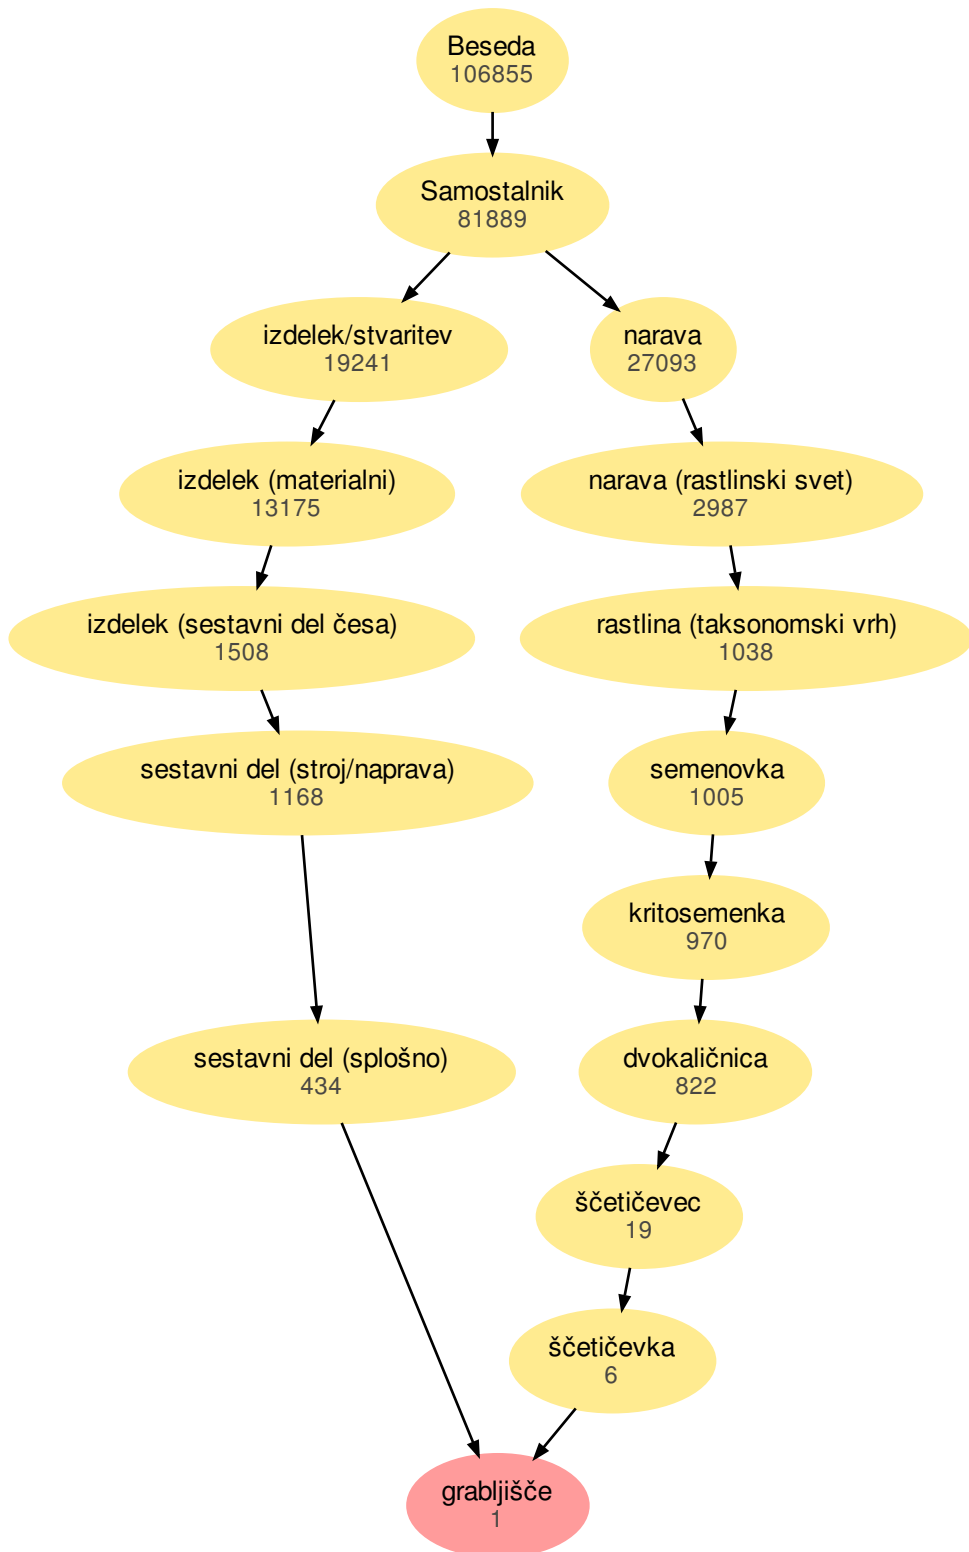 Beseda
106855
Samostalnik
81889
izdelek/stvaritev
19241
narava
27093
izdelek (materialni)
13175
narava (rastlinski svet)
2987
izdelek (sestavni del česa)
1508
rastlina (taksonomski vrh)
1038
sestavni del (stroj/naprava)
1168
semenovka
1005
kritosemenka
970
sestavni del (splošno)
434
dvokaličnica
822
ščetičevec
19
ščetičevka
6
grabljišče
1